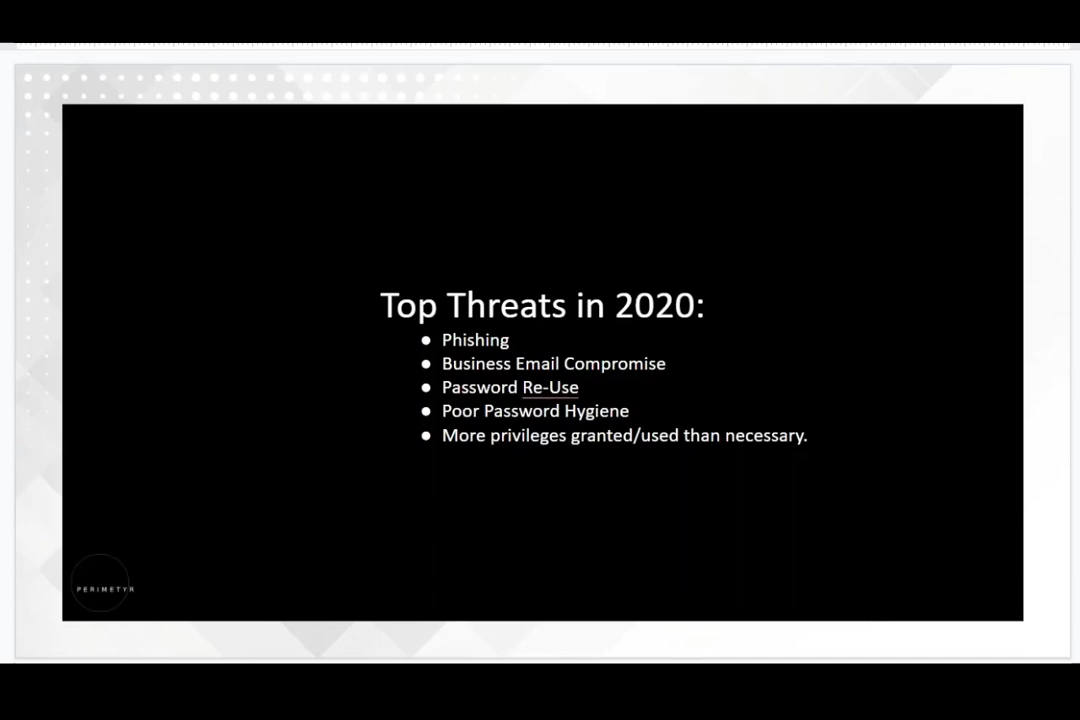 Top Threats in 2020:
● Phishing
● Business Email Compromise
● Password Re-Use
● Poor Password Hygiene
● More privileges granted/used than necessary.
PERIMETYR